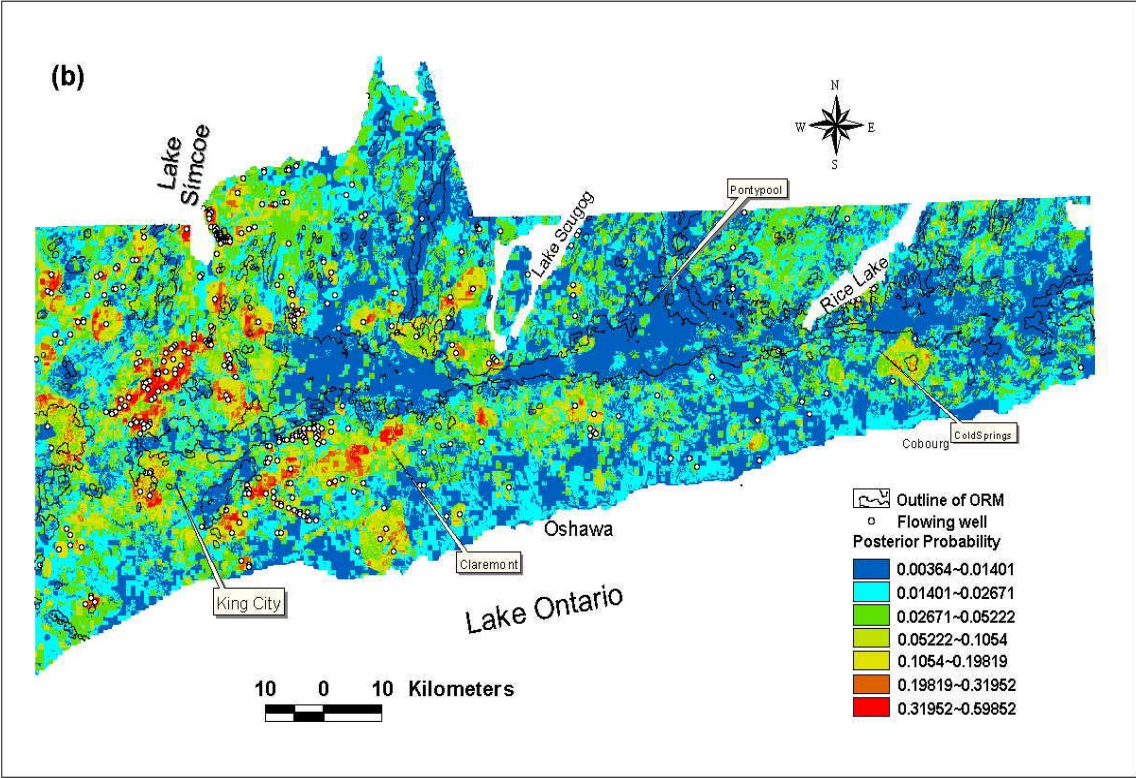 (b)
N
W E
S
Lake
Simcoe
Pontypool
Lake Scugog
Rice Lake
ColdSprings
Cobourg
Oshawa
Claremont
King City
Lake Ontario
Outline of ORM
Flowing well
Posterior Probability
0.00364~0.01401
0.01401~0.02671
0.02671~0.05222
0.05222~0.1054
0.1054~0.19819
0.19819~0.31952
0.31952~0.59852
10 0 10 Kilometers